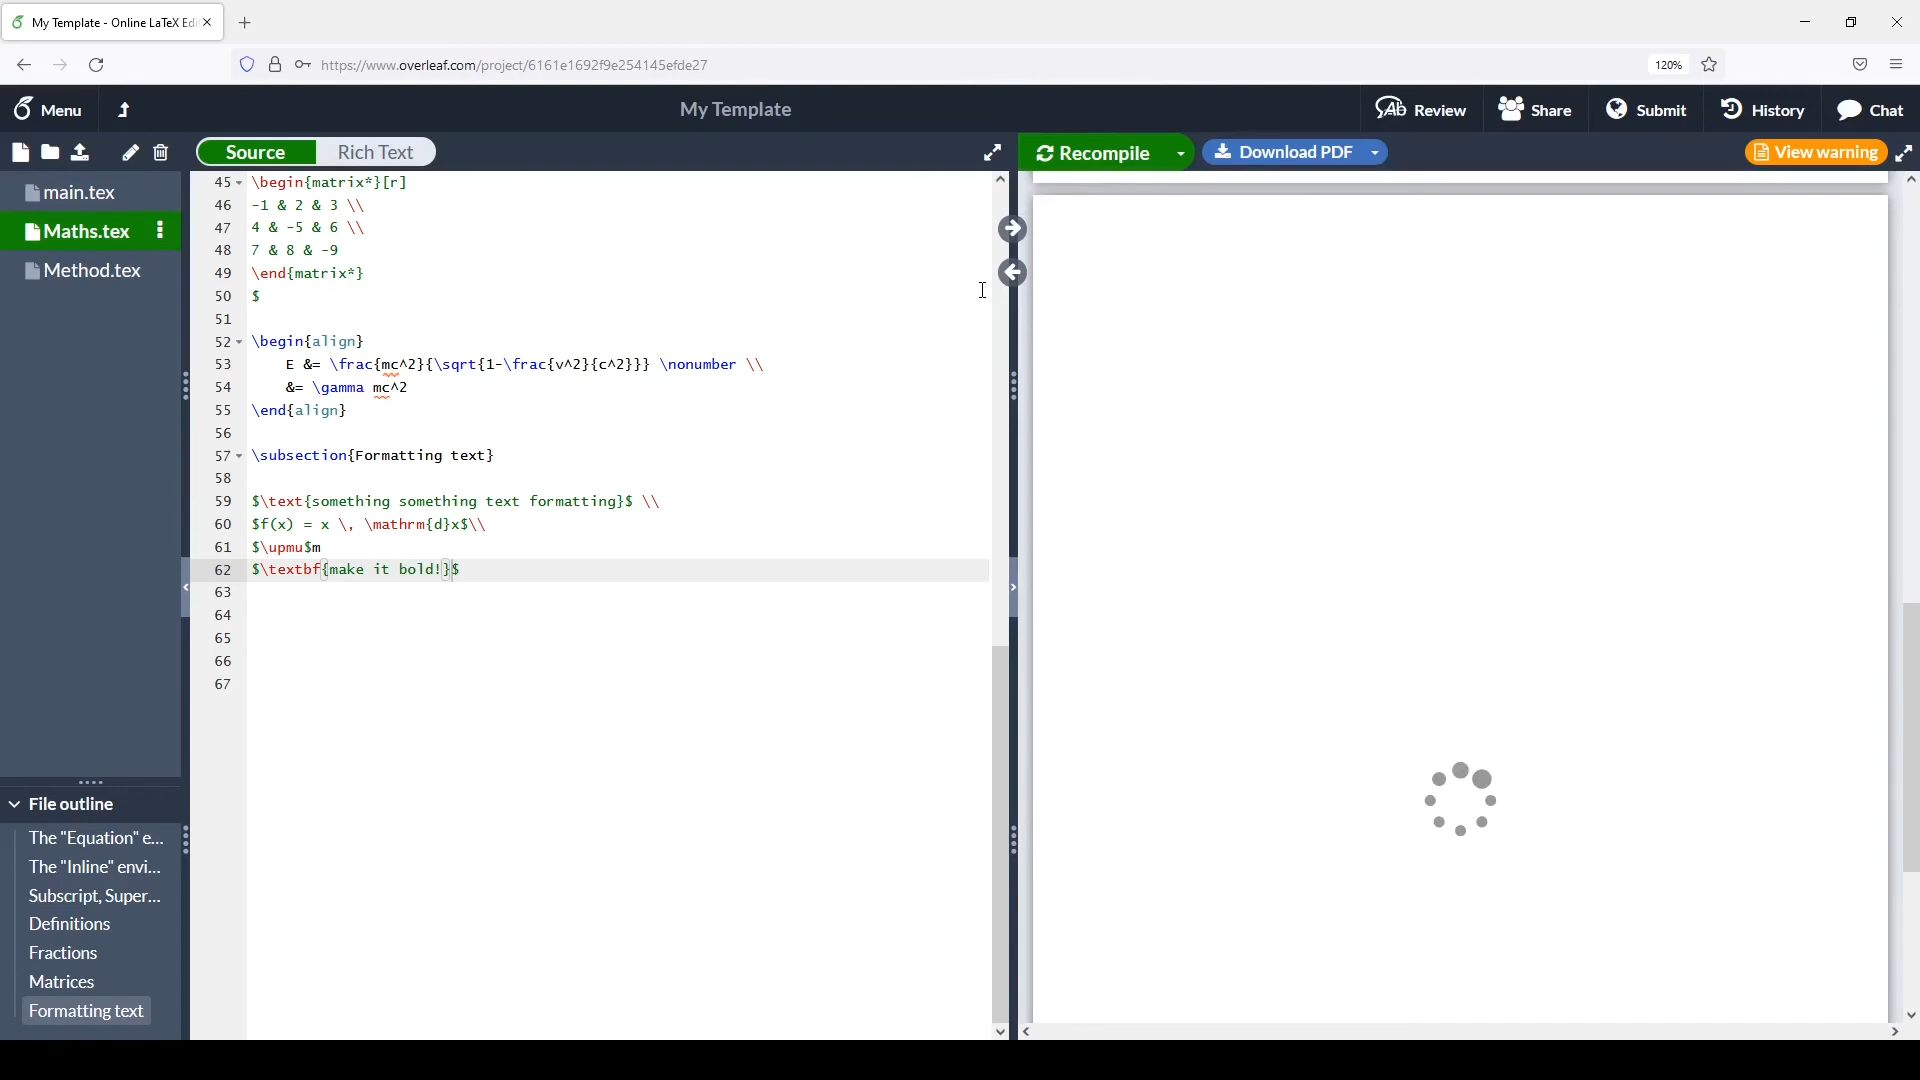 My Template - Online LaTeX Edi
https://www.overleaf.com/project/6161e1692f9e254145efde27
120%
Menu
My Template
Review
Share
Submit
History
Chat
Source
Rich Text
Recompile
Download PDF
View warning
main.tex
Maths.tex
Method.tex
45 \begin{matrix*}[r]
46 -1 & 2 & 3 \\
47 4 & -5 & 6 \\
48 7 & 8 & -9
49 \end{matrix*}
50 $
51
52 \begin{align}
53 E &= \frac{mc^2}{\sqrt{1-\frac{v^2}{c^2}}} \nonumber \\
54 &= \gamma mc^2
55 \end{align}
56
57 \subsection{Formatting text}
58
59 $\text{something something text formatting}$ \\
60 $f(x) = x \, \mathrm{d}x$\\
61 $\upmu$m
62 $\textbf{make it bold!}$
63
64
65
66
67
File outline
The "Equation" e...
The "Inline" envi...
Subscript, Super...
Definitions
Fractions
Matrices
Formatting text